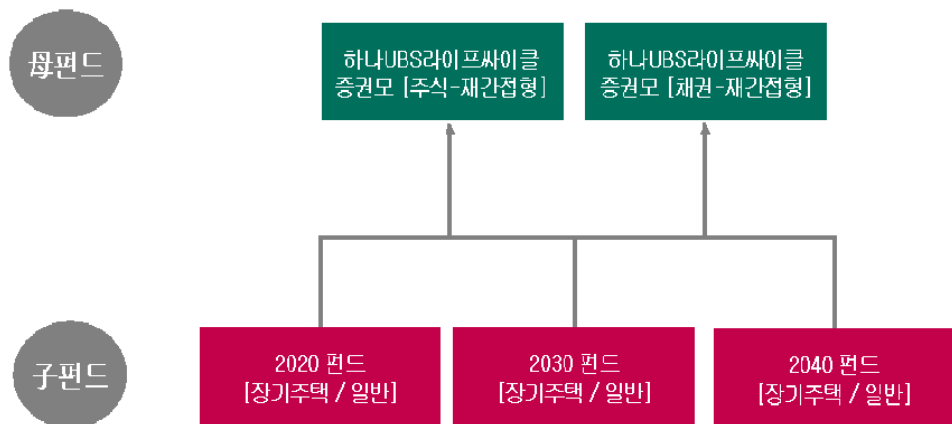 母펀드
하나UBS라이프싸이클
증권모 [주식-재간접형]
하나UBS라이프싸이클
증권모 [채권-재간접형]
子펀드
2020 펀드
[장기주택 / 일반]
2030 펀드
[장기주택 / 일반]
2040 펀드
[장기주택 / 일반]